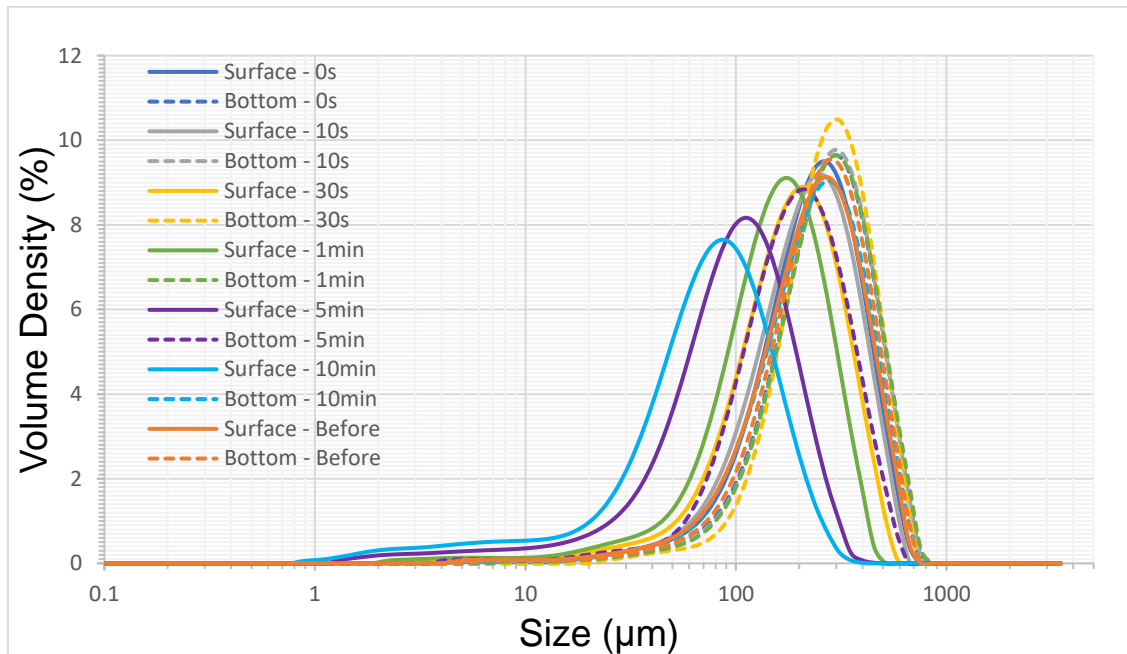 12
10
8
6
4
2
0
Volume Density (%)
Surface - 0s
Bottom - 0s
Surface - 10s
Bottom - 10s
Surface - 30s
Bottom - 30s
Surface - 1min
Bottom - 1min
Surface - 5min
Bottom - 5min
Surface - 10min
Bottom - 10min
Surface - Before
Bottom - Before
0.1 1 10 100 1000
Size (µm)